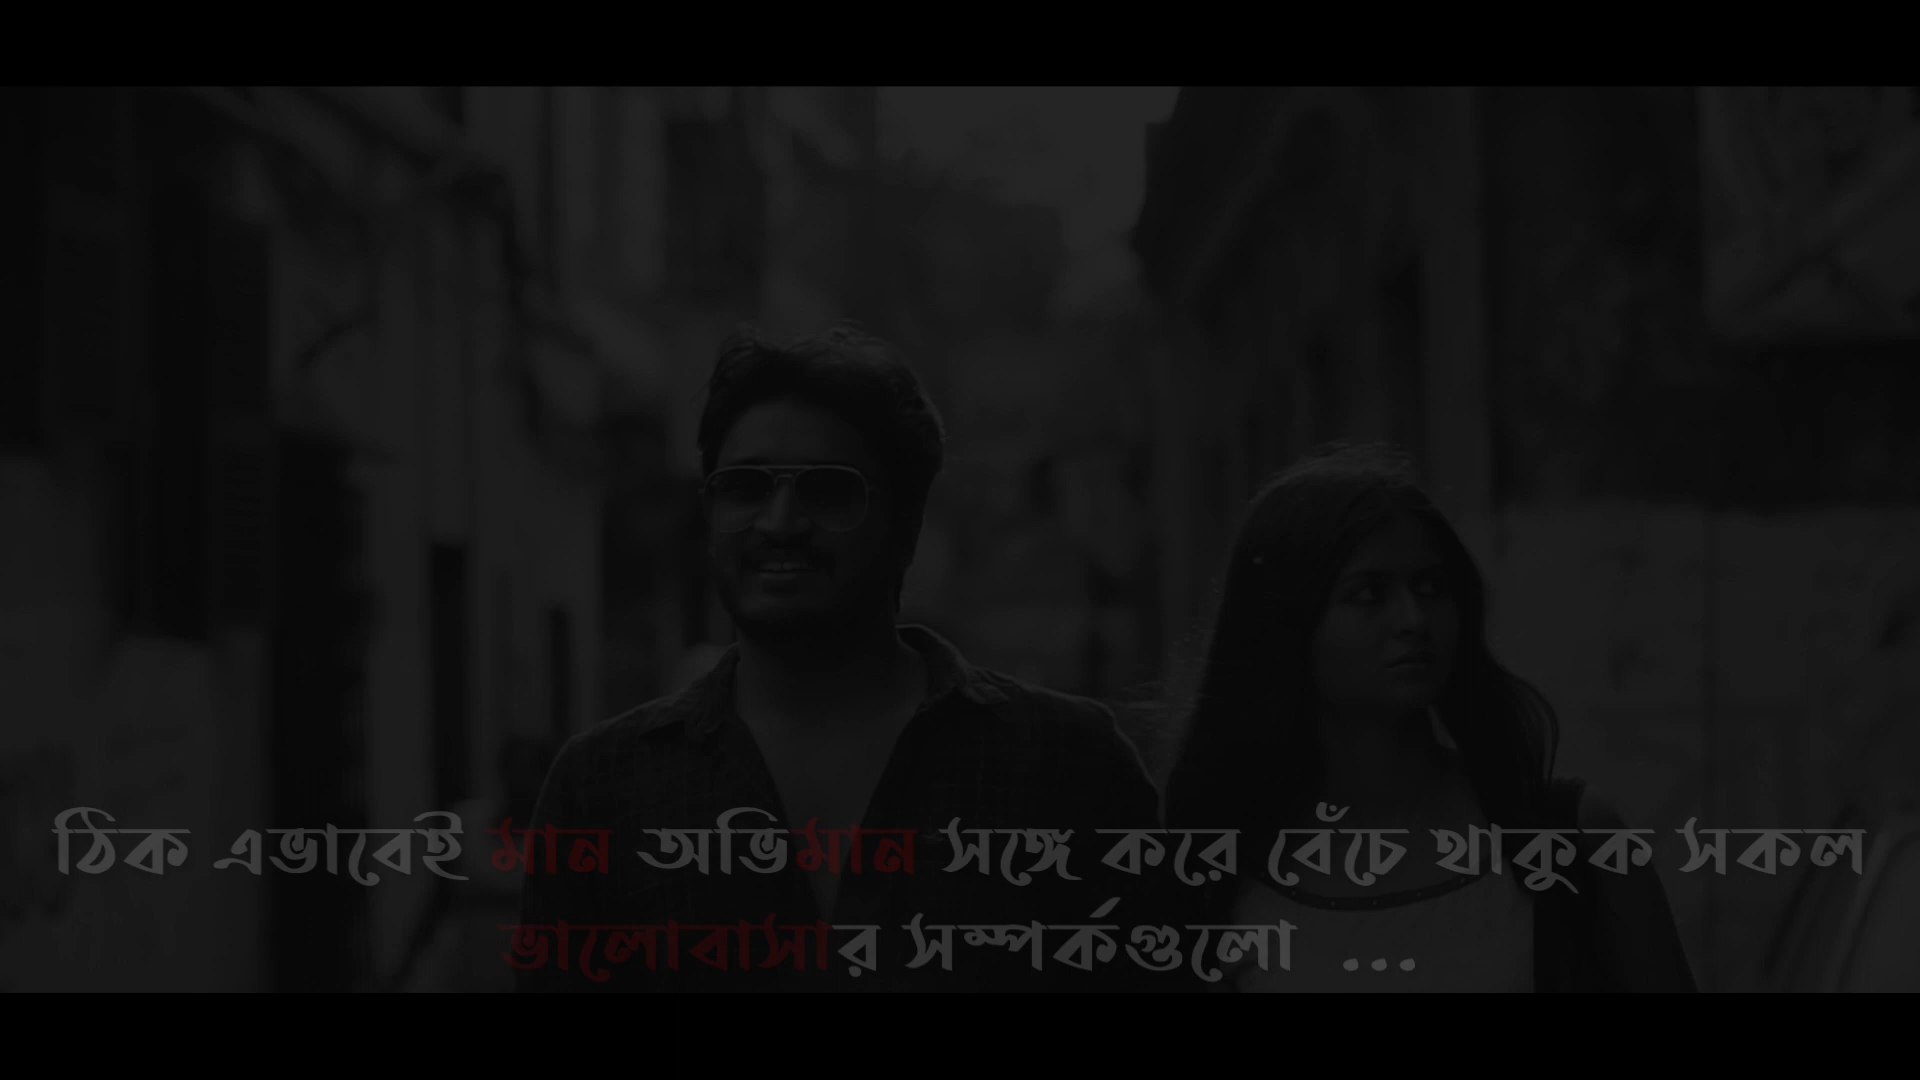 ঠিক এভাবেই মান অভিমান সঙ্গে করে বেঁচে থাকুক সকল
ভালোবাসার সম্পর্কগুলো ...